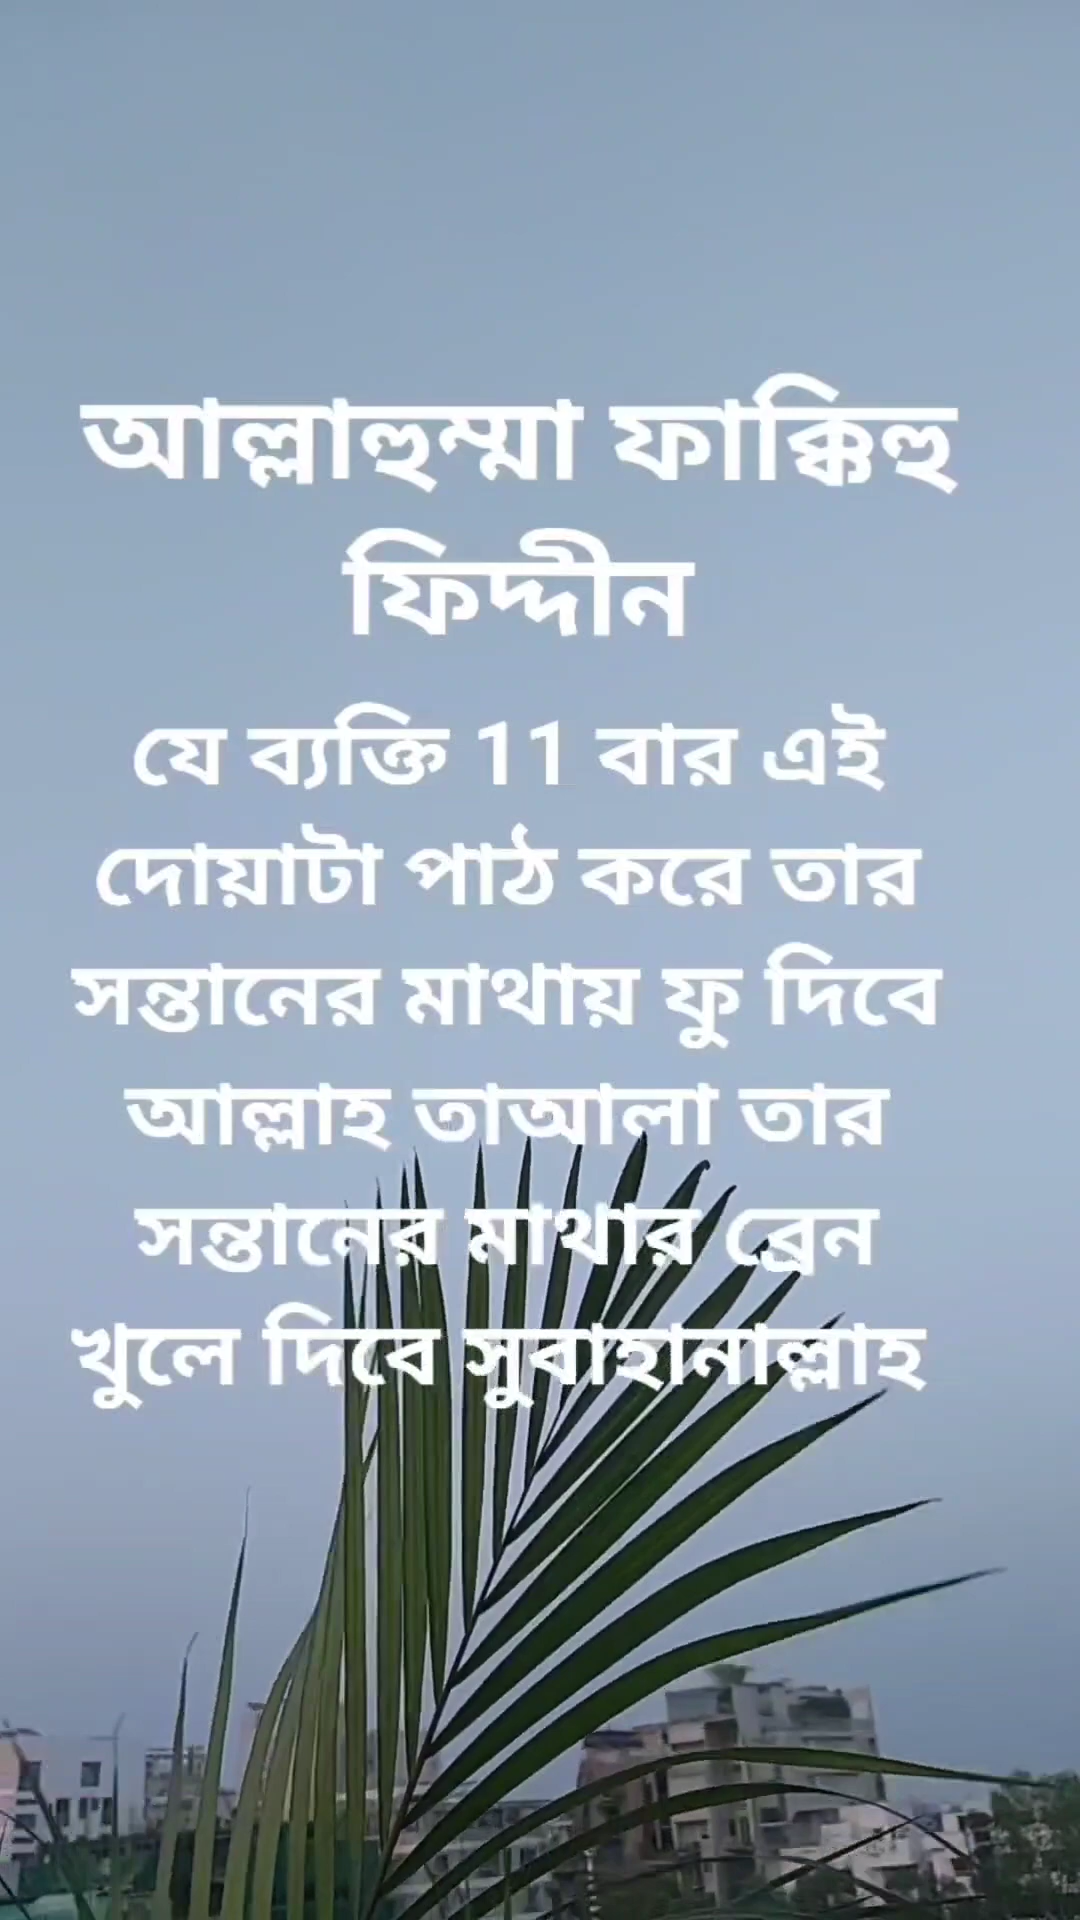 আল্লাহুম্মা ফাক্কিহু
ফিদ্দীন
যে ব্যক্তি 11 বার এই
দোয়াটা পাঠ করে তার
সন্তানের মাথায় ফু দিবে
আল্লাহ তাআলা তার
সন্তানের মাথার ব্রেন
খুলে দিবে সুবাহানাল্লাহ